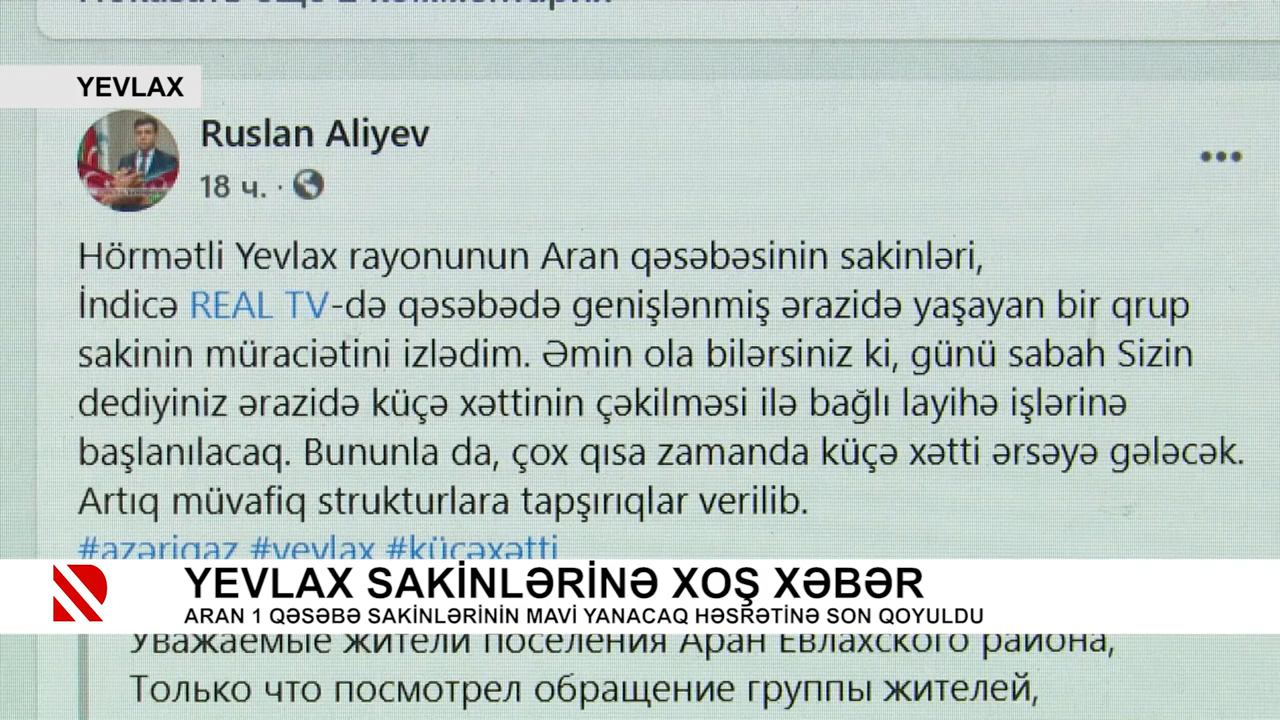 YEVLAX
Ruslan Aliyev
18 ч. ·
Hörmətli Yevlax rayonunun Aran qəsəbəsinin sakinləri,
İndicə REAL TV-də qəsəbədə genişlənmiş ərazidə yaşayan bir qrup
sakinin müraciətini izlədim. Əmin ola bilərsiniz ki, günü sabah Sizin
dediyiniz ərazidə küçə xəttinin çəkilməsi ilə bağlı layihə işlərinə
başlanılacaq. Bununla da, çox qısa zamanda küçə xətti ərsəyə gələcək.
Artıq müvafiq strukturlara tapşırıqlar verilib.
#azəriqaz #yevlax #küçəxətti
YEVLAX SAKİNLƏRİNƏ XOŞ XƏBƏR
ARAN 1 QƏSƏBƏ SAKİNLƏRİNİN MAVİ YANACAQ HƏSRƏTİNƏ SON QOYULDU
Уважаемые жители поселения Аран Евлахского района,
Только что посмотрел обращение группы жителей,